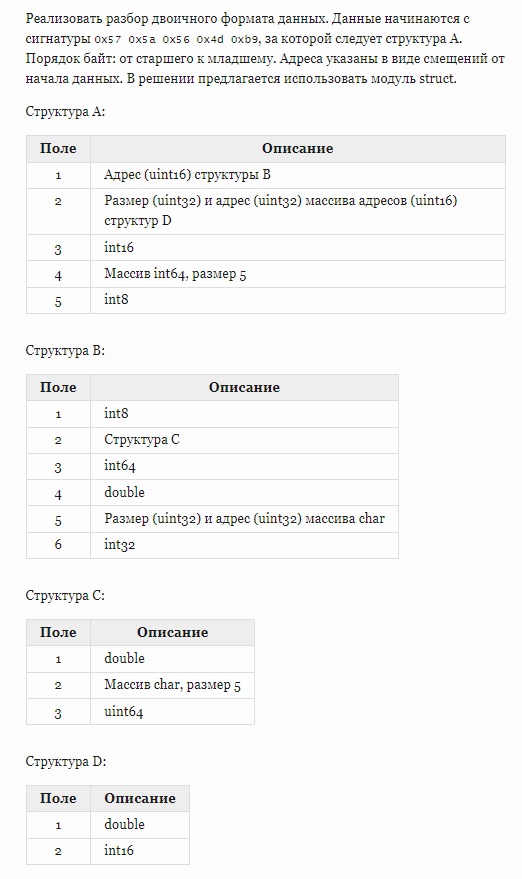 Реализовать разбор двоичного формата данных. Данные начинаются с
сигнатуры 0x57 0x5a 0x56 0x4d 0xb9, за которой следует структура A.
Порядок байт: от старшего к младшему. Адреса указаны в виде смещений от
начала данных. В решении предлагается использовать модуль struct.
Структура A:
Поле Описание
1 Адрес (uint16) структуры B
2 Размер (uint32) и адрес (uint32) массива адресов (uint16)
структур D
3 int16
4 Массив int64, размер 5
5 int8
Структура B:
Поле Описание
1 int8
2 Структура C
3 int64
4 double
5 Размер (uint32) и адрес (uint32) массива char
6 int32
Структура C:
Поле Описание
1 double
2 Массив char, размер 5
3 uint64
Структура D:
Поле Описание
1 double
2 int16